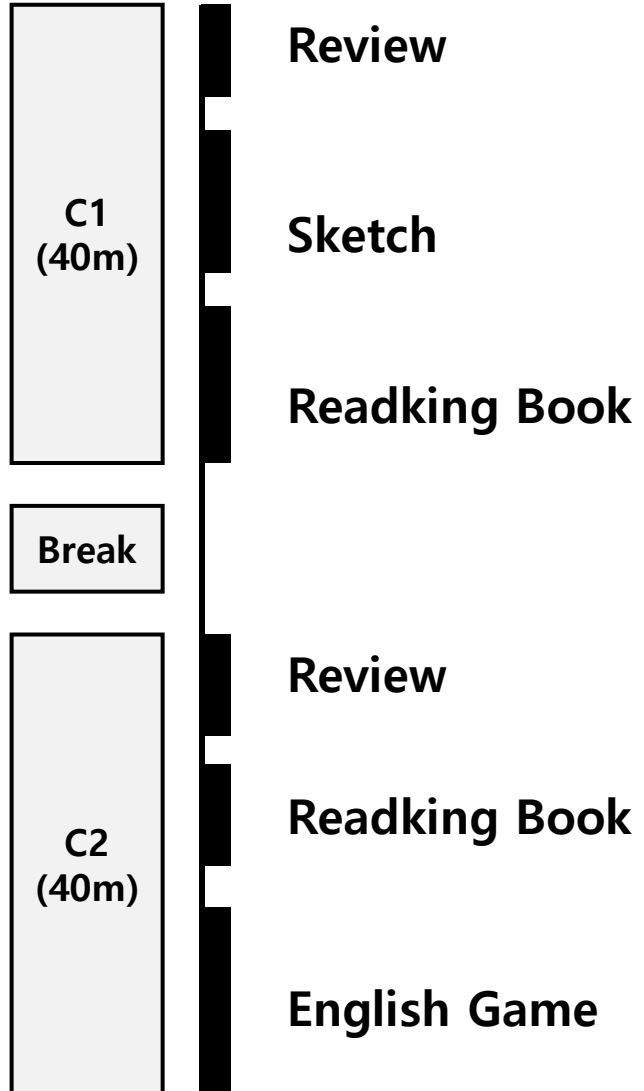 C1
(40m)
Review
Sketch
Readking Book
Break
C2
(40m)
Review
Readking Book
English Game